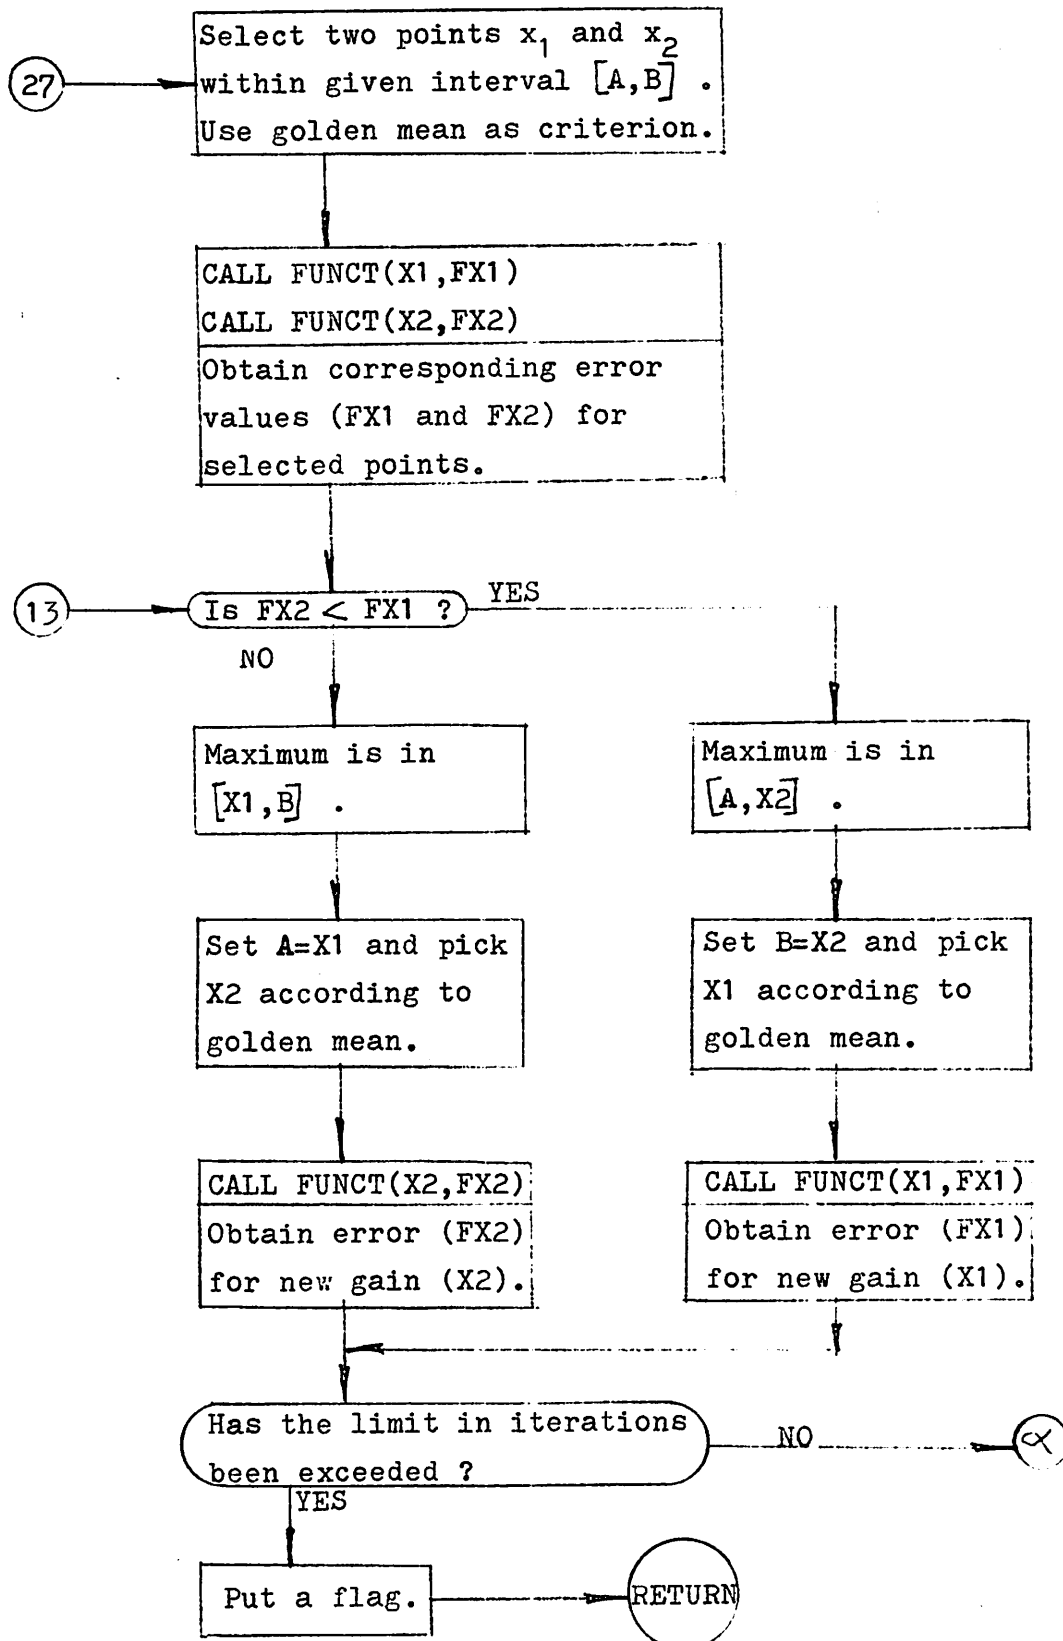 Select two points x1 and x2
27
within given interval [A,B] .
Use golden mean as criterion.
CALL FUNCT(X1,FX1)
CALL FUNCT(X2,FX2)
Obtain corresponding error
values (FX1 and FX2) for
selected points.
13
Is FX2 < FX1 ?
YES
NO
Maximum is in
[X1,B] .
Maximum is in
[A,X2] .
Set A=X1 and pick
X2 according to
golden mean.
Set B=X2 and pick
X1 according to
golden mean.
CALL FUNCT(X2,FX2)
Obtain error (FX2)
for new gain (X2).
CALL FUNCT(X1,FX1)
Obtain error (FX1)
for new gain (X1).
Has the limit in iterations
been exceeded ?
NO
α
YES
Put a flag.
RETURN